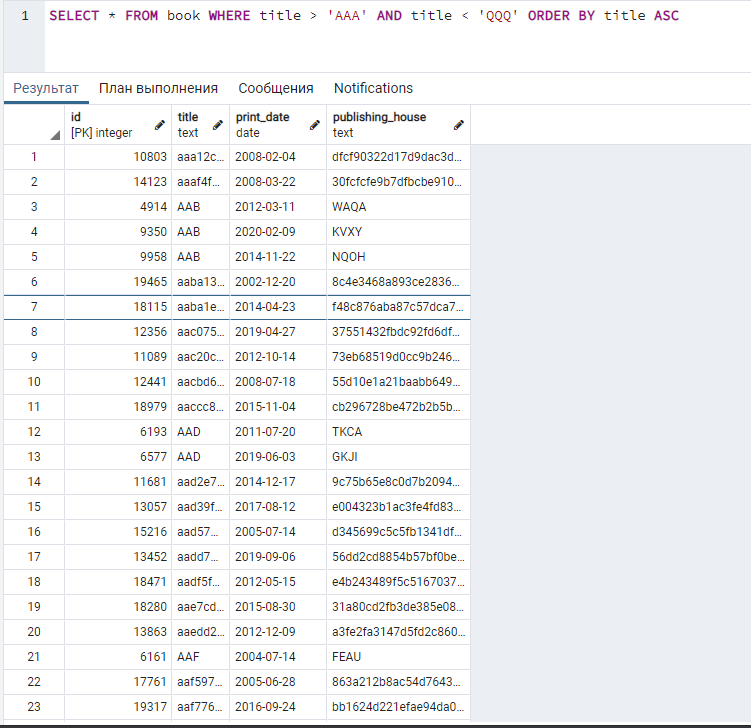 1 SELECT * FROM book WHERE title > 'AAA' AND title < 'QQQ' ORDER BY title ASC
Результат План выполнения Сообщения Notifications
id title print_date publishing_house
[PK] integer text date text
1 10803 aaa12c... 2008-02-04 dfcf90322d17d9dac3d...
2 14123 aaaf4f... 2008-03-22 30fcfcfe9b7dfbcbe910...
3 4914 AAB 2012-03-11 WAQA
4 9350 AAB 2020-02-09 KVXY
5 9958 AAB 2014-11-22 NQOH
6 19465 aaba13... 2002-12-20 8c4e3468a893ce2836...
7 18115 aaba1e... 2014-04-23 f48c876aba87c57dca7...
8 12356 aac075... 2019-04-27 37551432fbdc92fd6df...
9 11089 aac20c... 2012-10-14 73eb68519d0cc9b246...
10 12441 aacbd6... 2008-07-18 55d10e1a21baabb649...
11 18979 aaccc8... 2015-11-04 cb296728be472b2b5b...
12 6193 AAD 2011-07-20 TKCA
13 6577 AAD 2019-06-03 GKJI
14 11681 aad2e7... 2014-12-17 9c75b65e8c0d7b2094...
15 13057 aad39f... 2017-08-12 e004323b1ac3fe4fd83...
16 15216 aad57... 2005-07-14 d345699c5c5fb1341df...
17 13452 aadd7... 2019-09-06 56dd2cd8854b57bf0be...
18 18471 aadf5f... 2012-05-15 e4b243489f5c5167037...
19 18280 aae7cd... 2015-08-30 31a80cd2fb3de385e08...
20 13863 aaedd2... 2012-12-09 a3fe2fa3147d5fd2c860...
21 6161 AAF 2004-07-14 FEAU
22 17761 aaf597... 2005-06-28 863a212b8ac54d7643...
23 19317 aaf776... 2016-09-24 bb1624d221efae94da0...